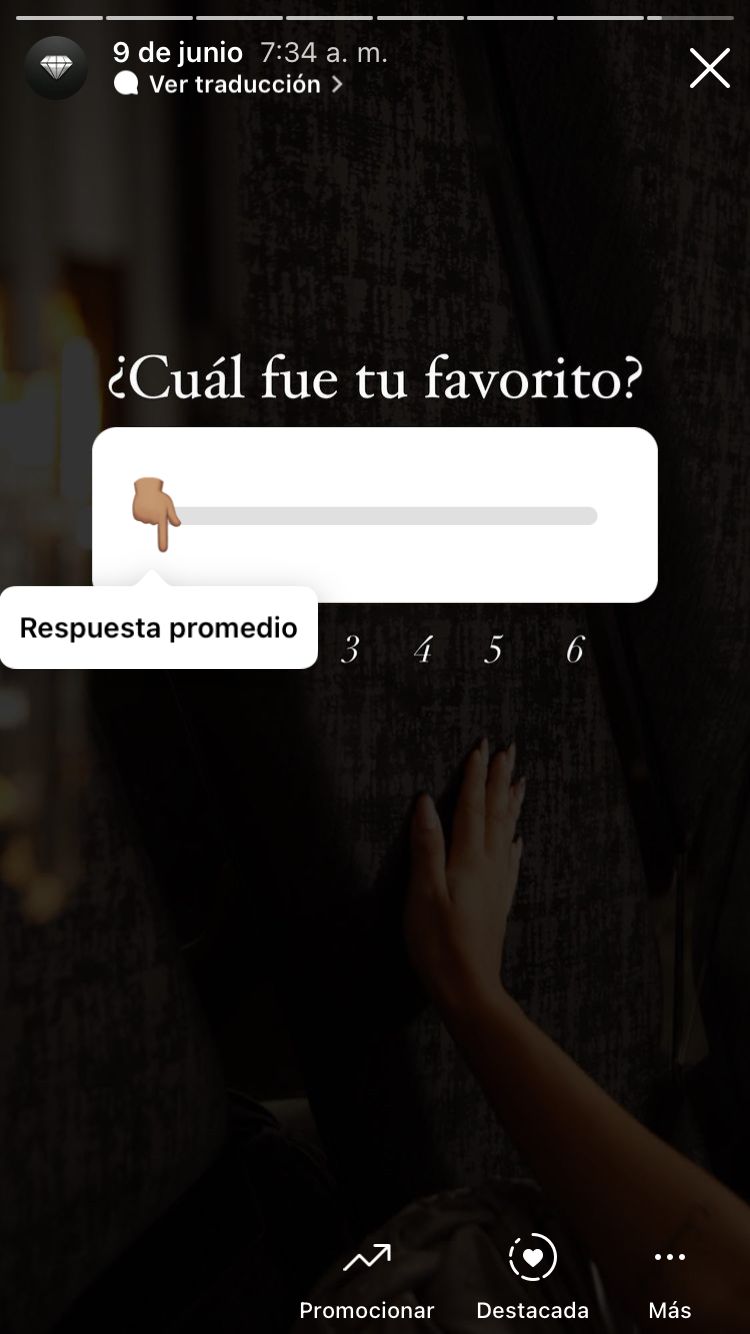 9 de junio 7:34 a. m.
Ver traducción
¿Cuál fue tu favorito?
Respuesta promedio
3 4 5 6
Promocionar
Destacada
Más